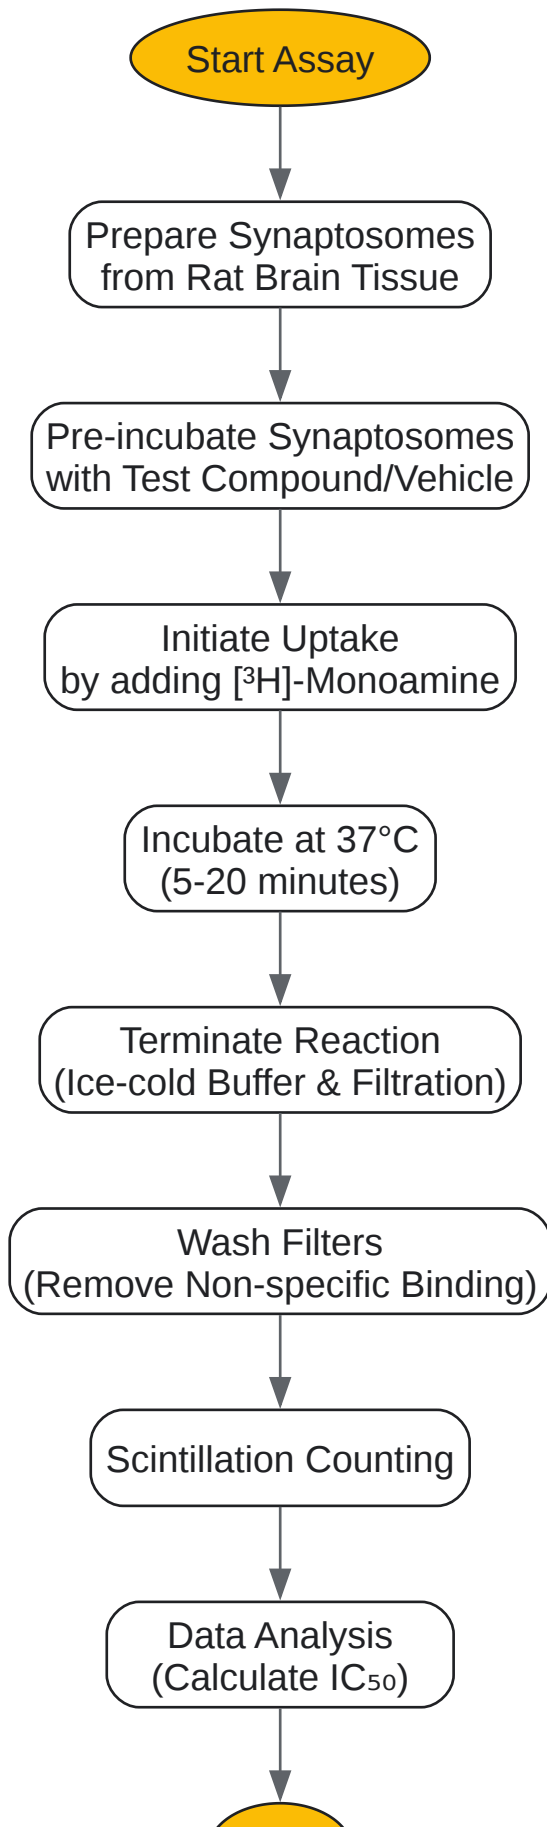 Start Assay
Prepare Synaptosomes
from Rat Brain Tissue
Pre-incubate Synaptosomes
with Test Compound/Vehicle
Initiate Uptake
by adding [³H]-Monoamine
Incubate at 37°C
(5-20 minutes)
Terminate Reaction
(Ice-cold Buffer & Filtration)
Wash Filters
(Remove Non-specific Binding)
Scintillation Counting
Data Analysis
(Calculate IC₅₀)